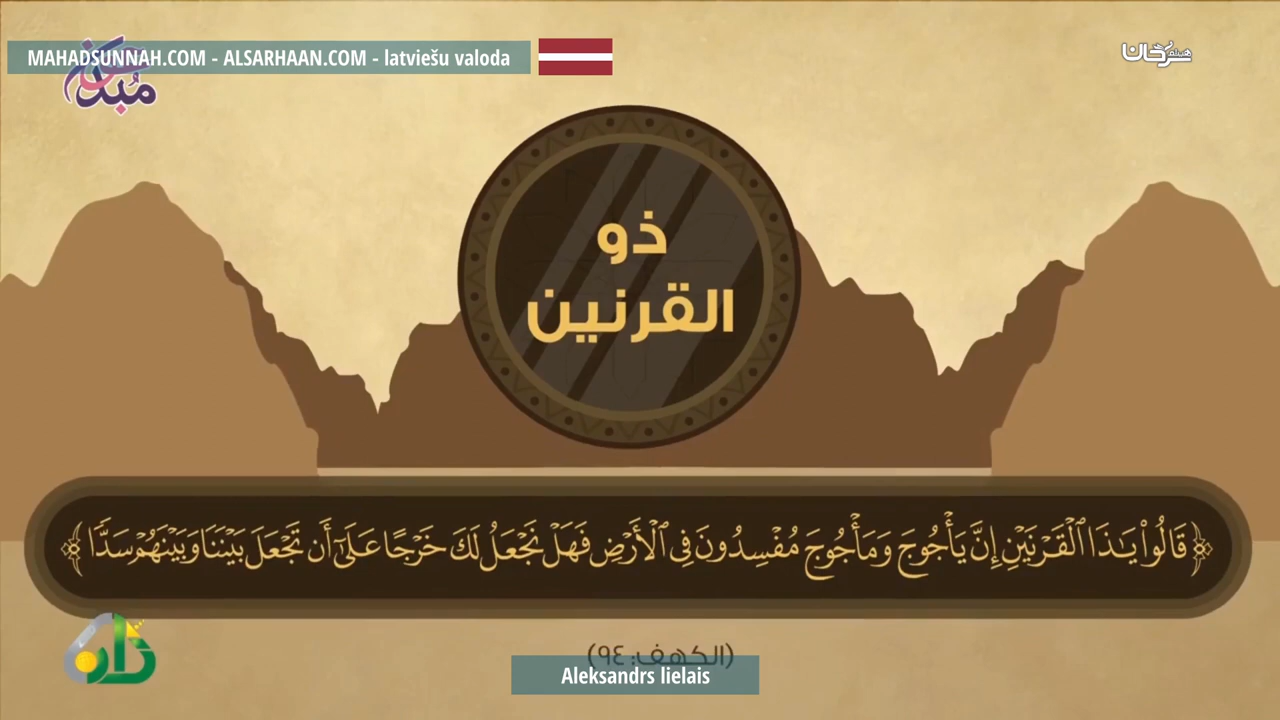 MAHADSUNNAH.COM - ALSARHAAN.COM - latviešu valoda
ذو
القرنين
﴿قَالُوا۟ يَـٰذَا ٱلْقَرْنَيْنِ إِنَّ يَأْجُوجَ وَمَأْجُوجَ مُفْسِدُونَ فِى ٱلْأَرْضِ فَهَلْ نَجْعَلُ لَكَ خَرْجًا عَلَىٰٓ أَن تَجْعَلَ بَيْنَنَا وَبَيْنَهُمْ سَدًّا﴾
(الكهف: ٩٤)
Aleksandrs lielais